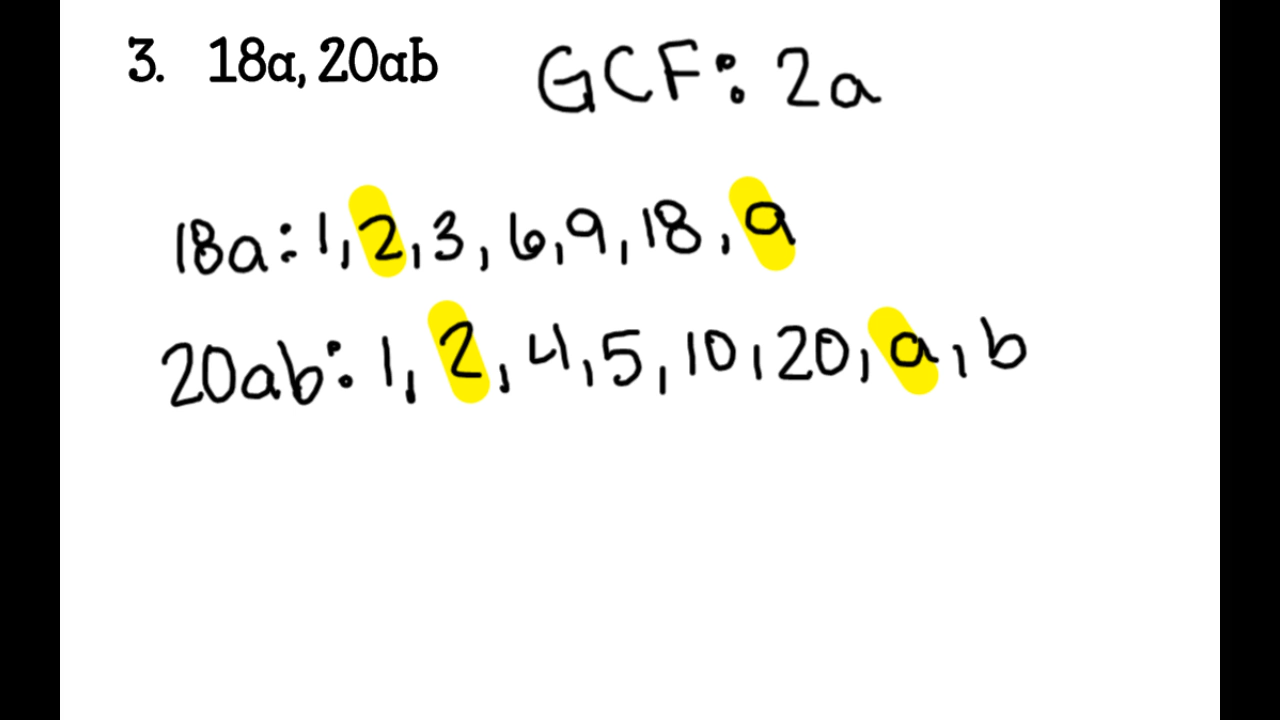 3. 18a, 20ab GCF: 2a
18a: 1, 2, 3, 6, 9, 18, a
20ab: 1, 2, 4, 5, 10, 20, a, b